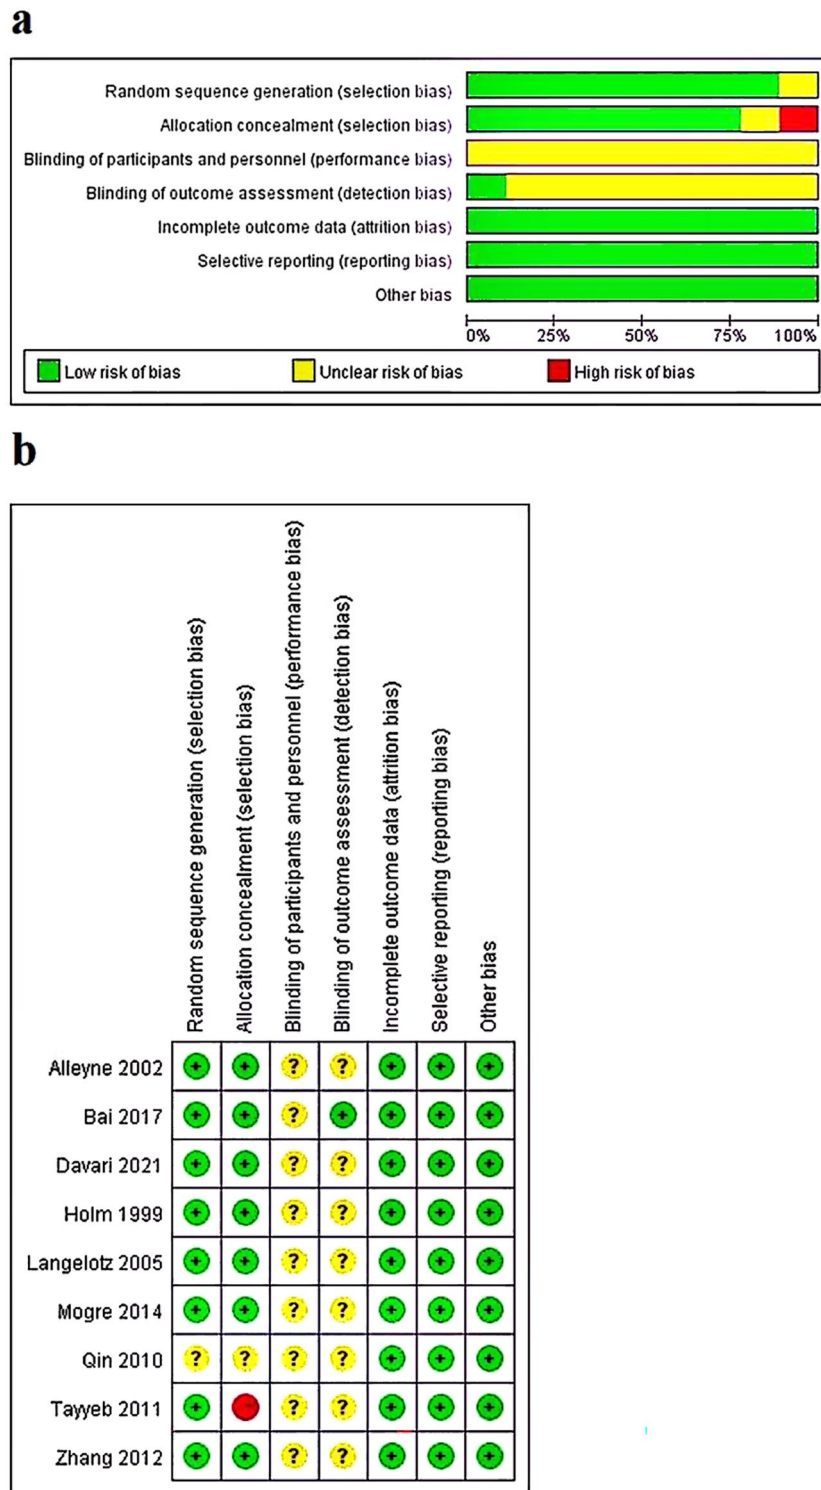 a
Random sequence generation (selection bias)
Allocation concealment (selection bias)
Blinding of participants and personnel (performance bias)
Blinding of outcome assessment (detection bias)
Incomplete outcome data (attrition bias)
Selective reporting (reporting bias)
Other bias
0% 25% 50% 75% 100%
Low risk of bias Unclear risk of bias High risk of bias
b
Random sequence generation (selection bias)
Allocation concealment (selection bias)
Blinding of participants and personnel (performance bias)
Blinding of outcome assessment (detection bias)
Incomplete outcome data (attrition bias)
Selective reporting (reporting bias)
Other bias
Alleyne 2002 + + ? ? + + +
Bai 2017 + + ? + + + +
Davari 2021 + + ? ? + + +
Holm 1999 + + ? ? + + +
Langelotz 2005 + + ? ? + + +
Mogre 2014 + + ? ? + + +
Qin 2010 ? ? ? ? + + +
Tayyeb 2011 + ? ? + + +
Zhang 2012 + + ? ? + + +